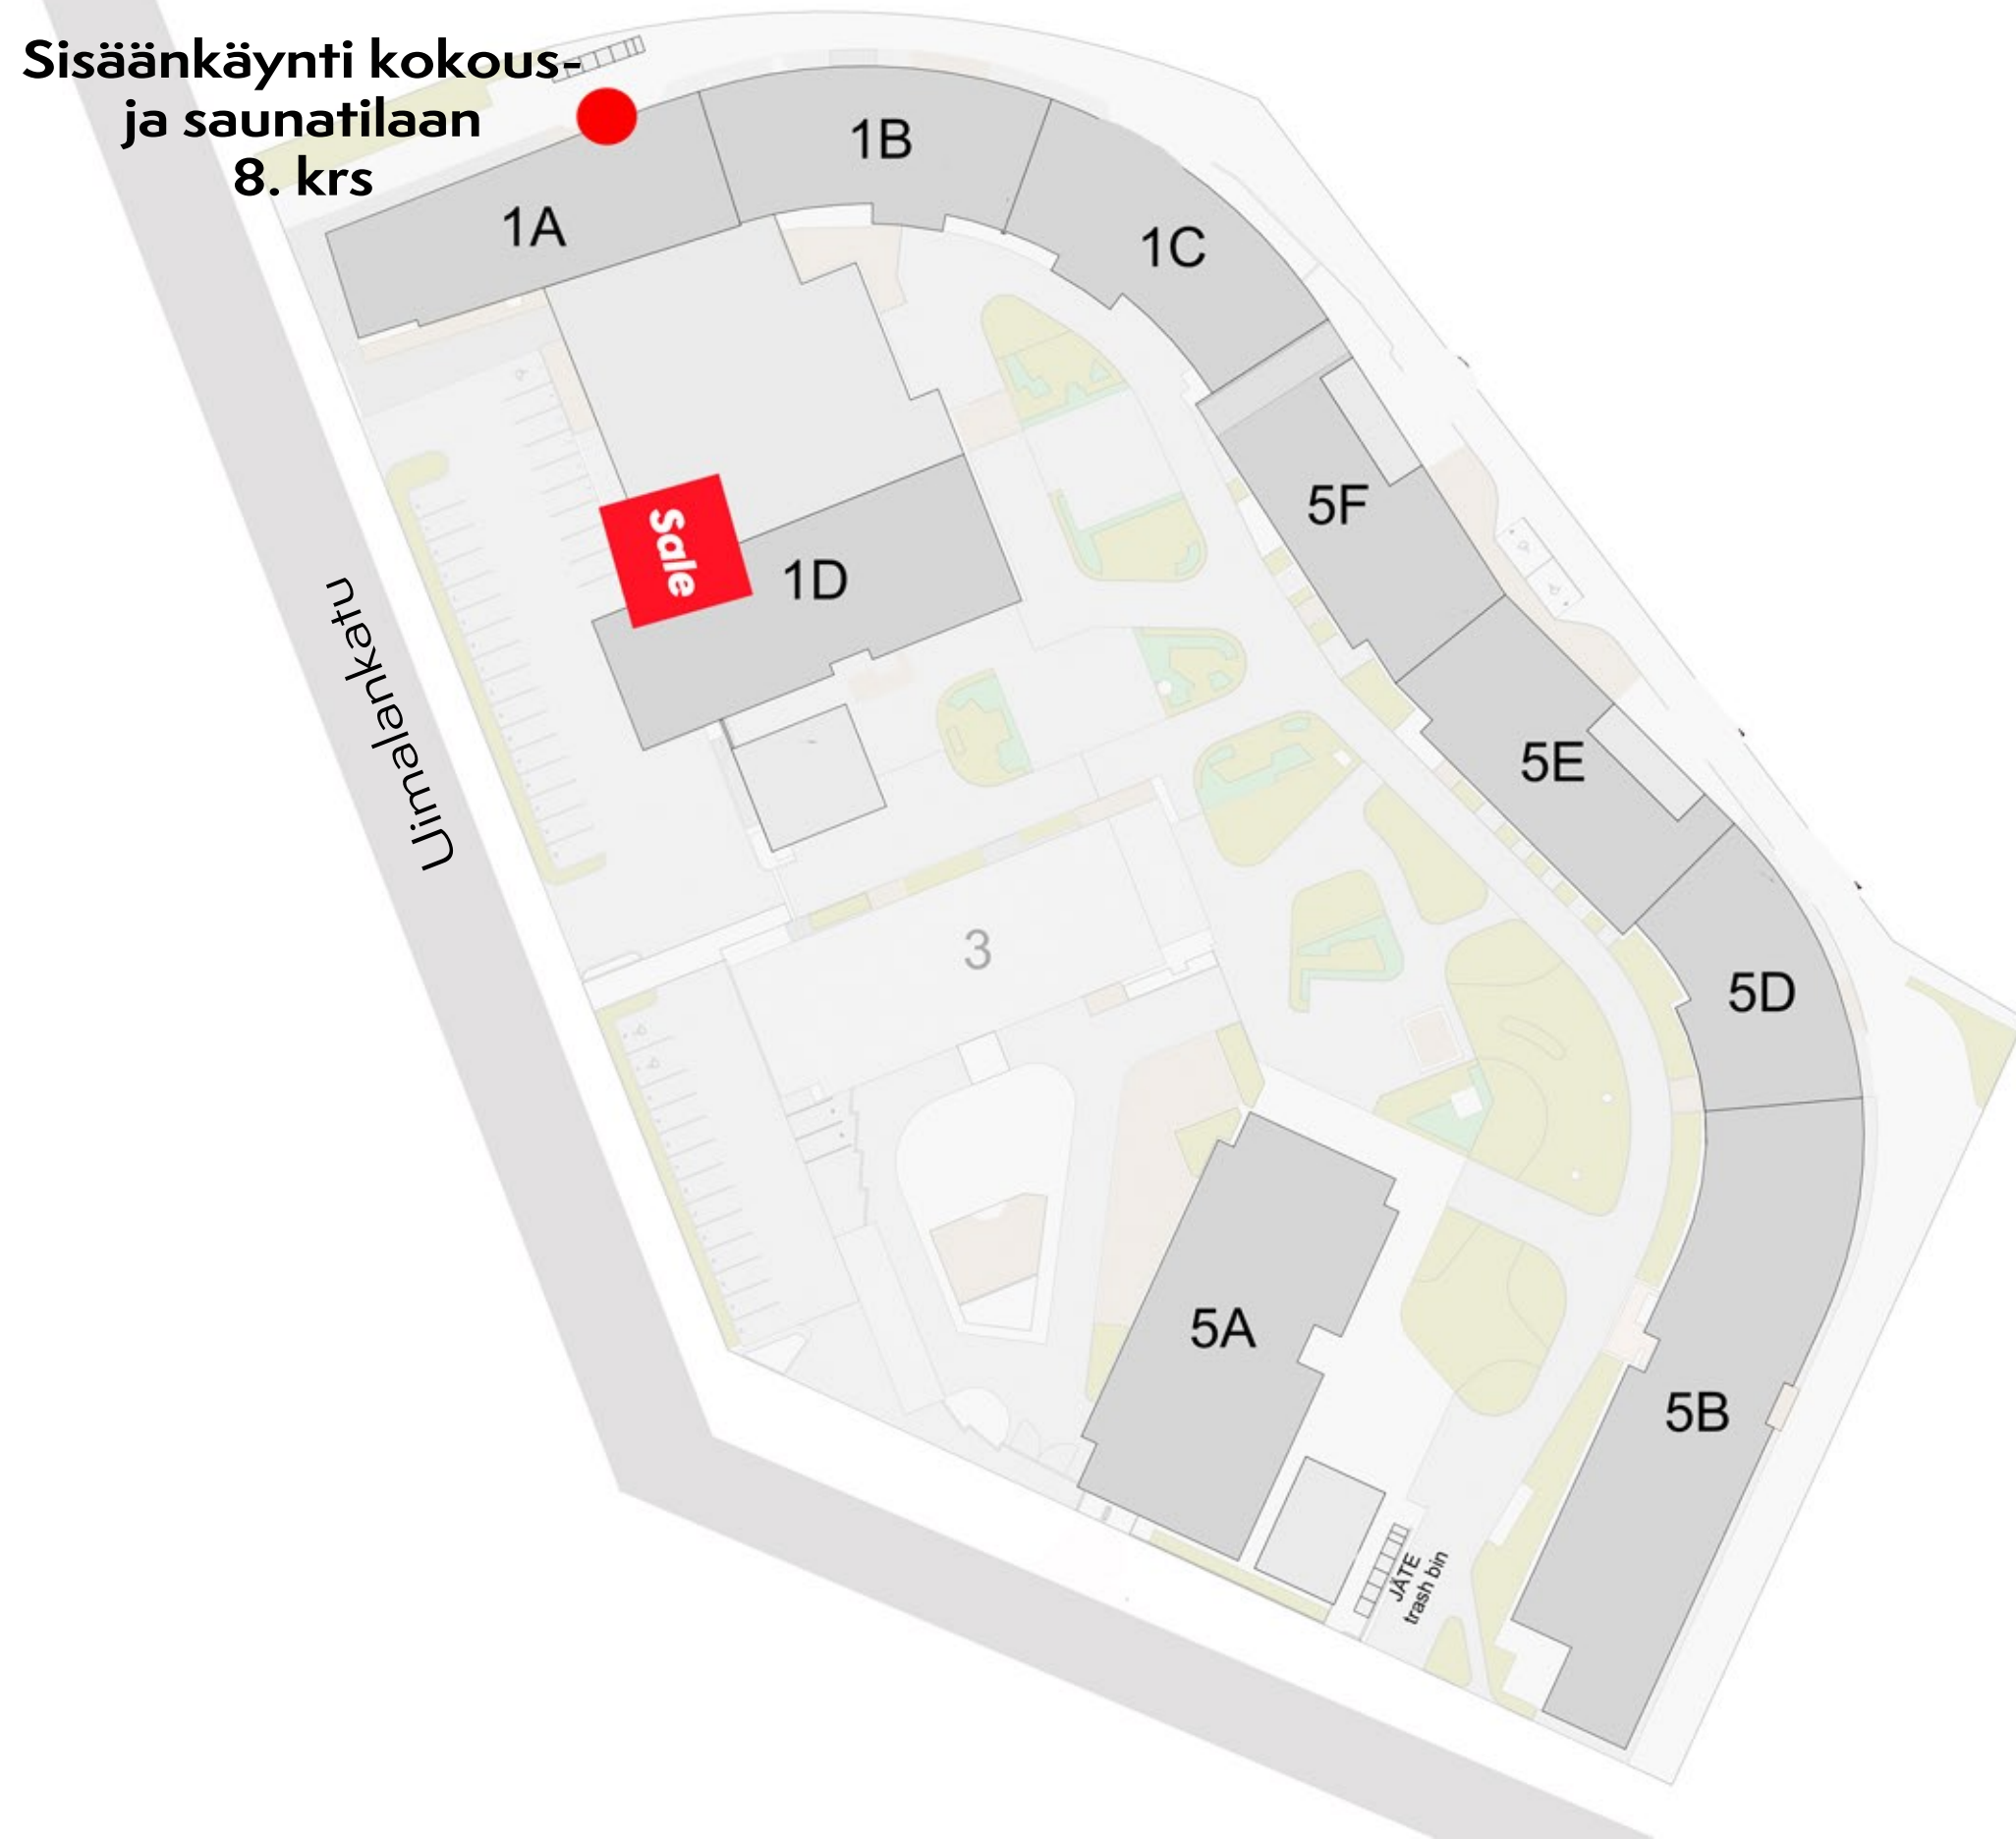 Sisäänkäynti kokous-
ja saunatilaan
8. krs
1B
1A
1C
5F
Sale
1D
Uimalankatu
5E
3
5D
5A
5B
JÄTE
trash bin